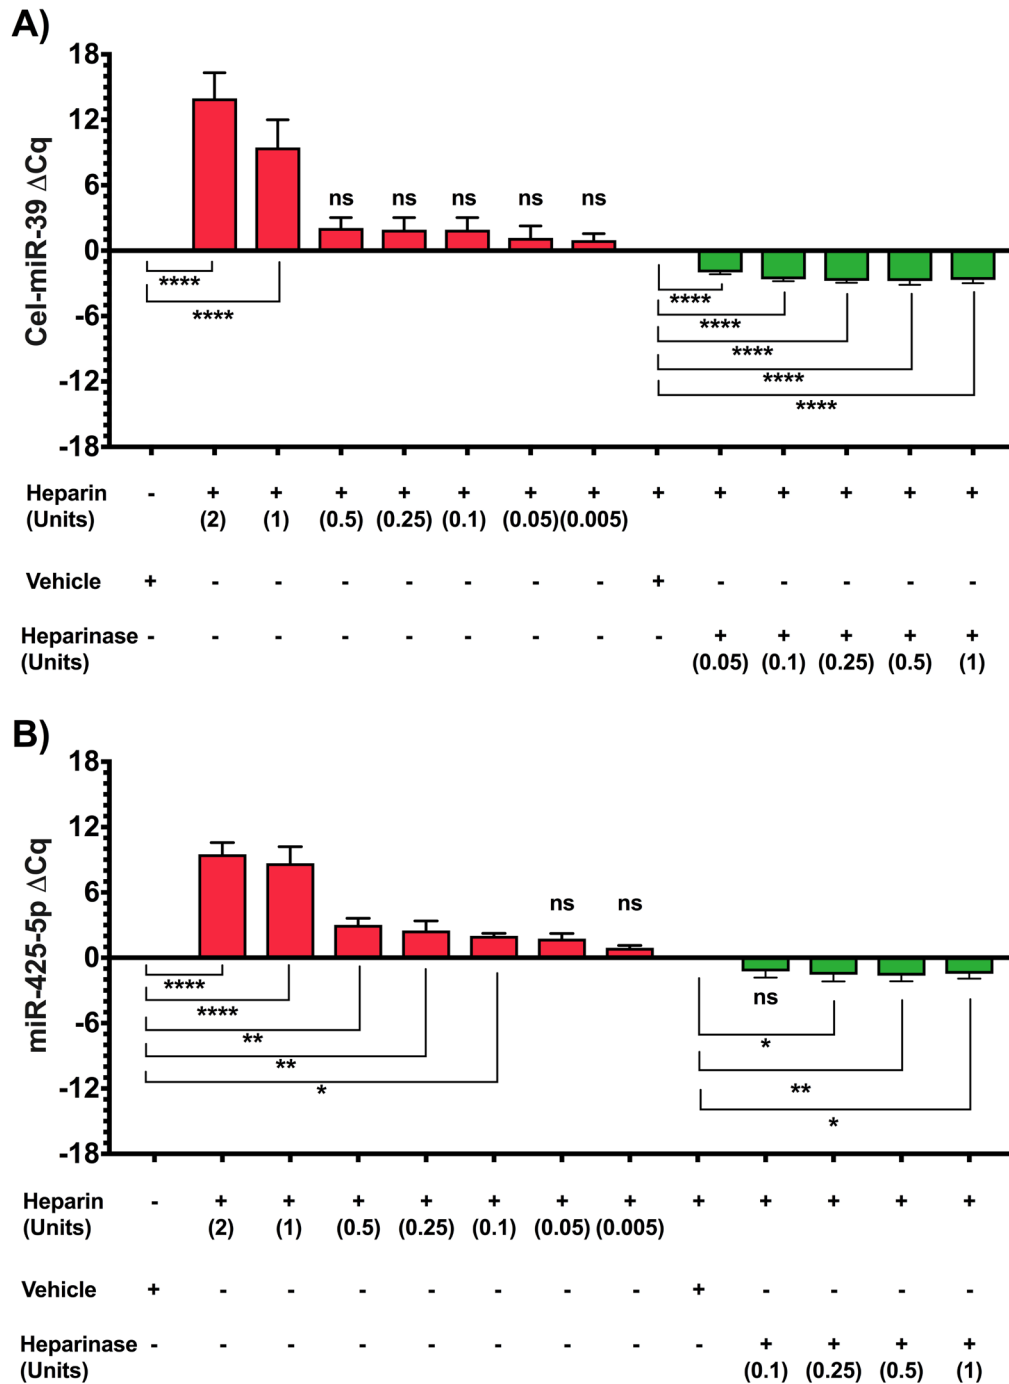 A)
Cel-miR-39 ΔCq
18
12
6
0
-6
-12
-18
ns ns ns ns ns
****
****
****
****
****
****
****
Heparin - + + + + + + + + + + + + +
(Units) (2) (1) (0.5) (0.25) (0.1) (0.05) (0.005)
Vehicle + - - - - - - - + - - - - -
Heparinase - - - - - - - - - + + + + +
(Units) (0.05) (0.1) (0.25) (0.5) (1)
B)
miR-425-5p ΔCq
18
12
6
0
-6
-12
-18
ns ns
****
****
**
**
*
ns
*
**
*
Heparin - + + + + + + + + + + + +
(Units) (2) (1) (0.5) (0.25) (0.1) (0.05) (0.005)
Vehicle + - - - - - - - + - - - -
Heparinase - - - - - - - - - + + + +
(Units) (0.1) (0.25) (0.5) (1)